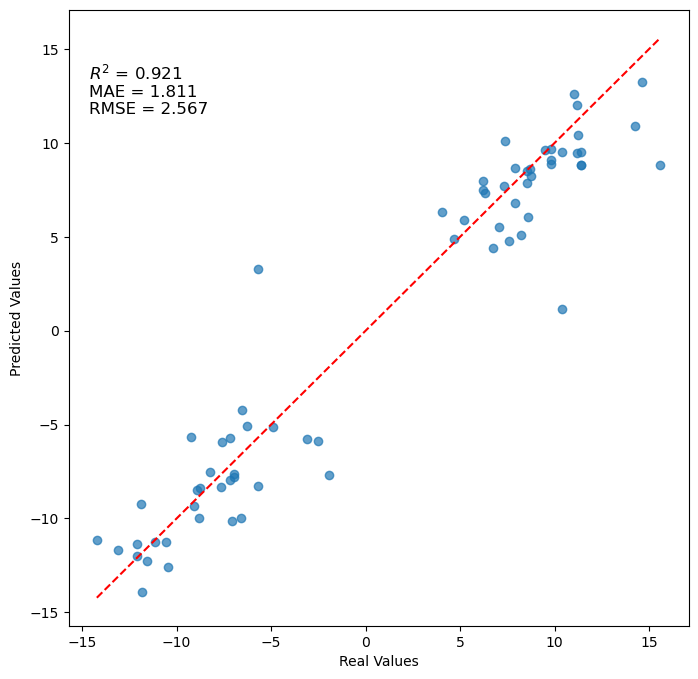 R² = 0.921
MAE = 1.811
RMSE = 2.567
Predicted Values
15
10
5
0
−5
−10
−15
−15
−10
−5
0
5
10
15
Real Values